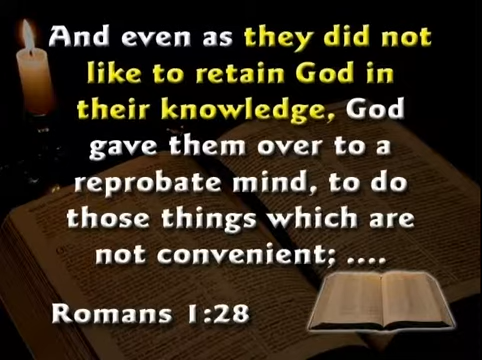 And even as they did not
like to retain God in
their knowledge, God
gave them over to a
reprobate mind, to do
those things which are
not convenient; ....
Romans 1:28